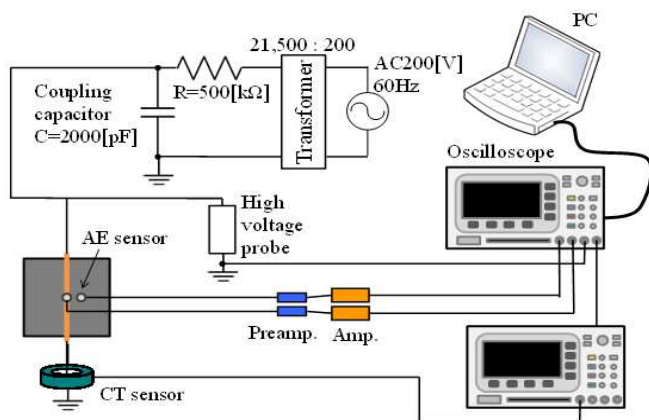 PC
21,500 : 200
AC200[V]
60Hz
Coupling
capacitor
C=2000[pF]
R=500[kΩ]
Transformer
Oscilloscope
High
voltage
probe
AE sensor
Preamp.
Amp.
CT sensor